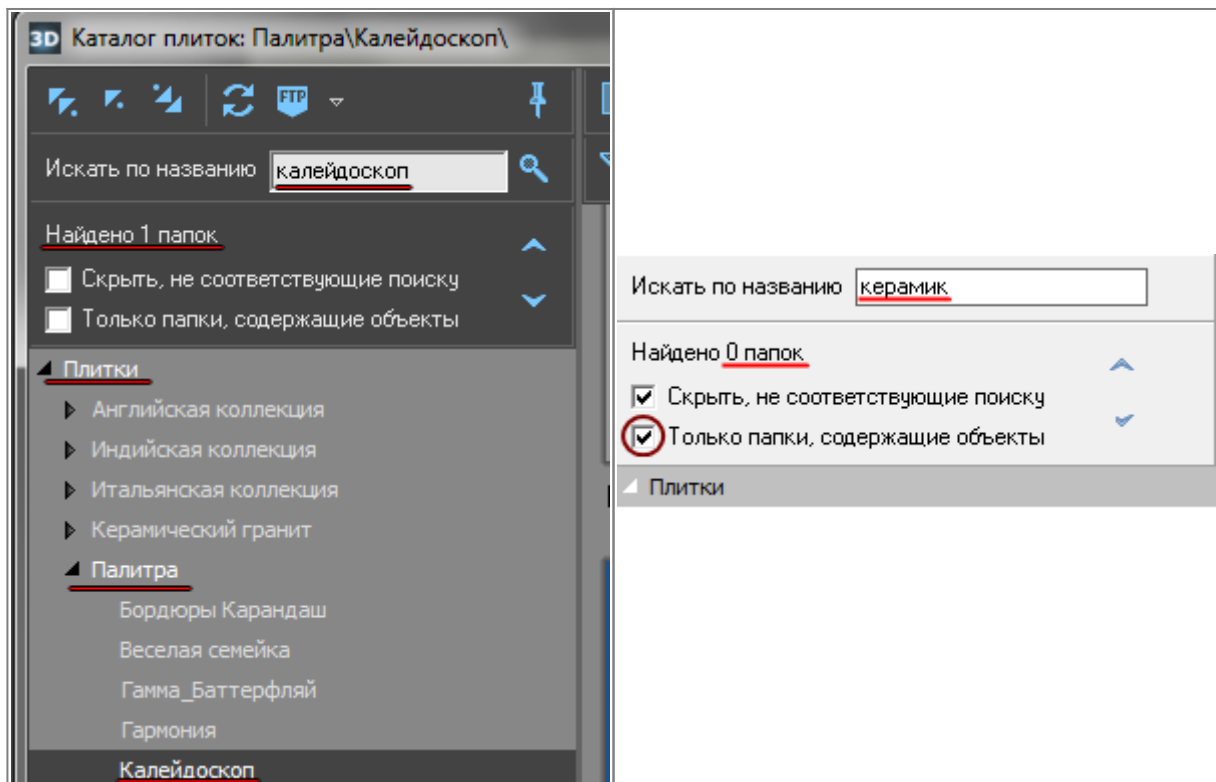 3D Каталог плиток: Палитра\Калейдоскоп\
FTP
Искать по названию калейдоскоп
Найдено 1 папок
Скрыть, не соответствующие поиску
Только папки, содержащие объекты
Плитки
Английская коллекция
Индийская коллекция
Итальянская коллекция
Керамический гранит
Палитра
Бордюры Карандаш
Веселая семейка
Гамма_Баттерфляй
Гармония
Калейдоскоп
Искать по названию керамик
Найдено 0 папок
Скрыть, не соответствующие поиску
Только папки, содержащие объекты
Плитки